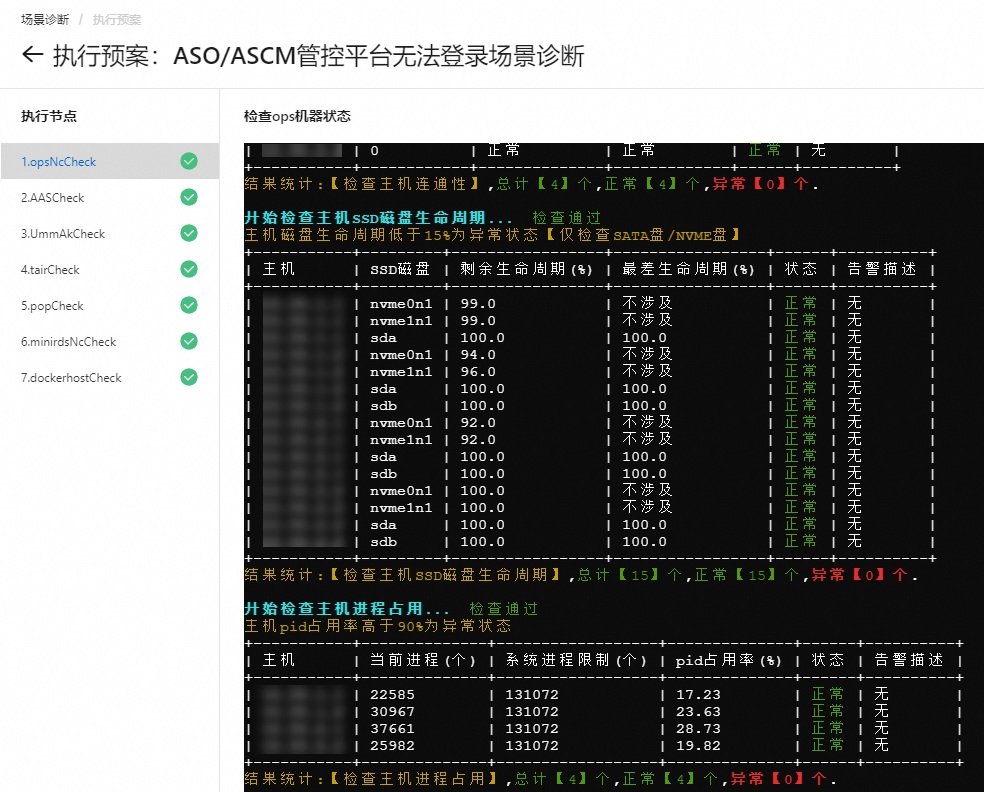 场景诊断 / 执行预案
← 执行预案：ASO/ASCM管控平台无法登录场景诊断
执行节点
1.opsNcCheck
2.AASCheck
3.UmmAkCheck
4.tairCheck
5.popCheck
6.minirdsNcCheck
7.dockerhostCheck
检查ops机器状态
| | 0 | 正常 | 正常 | 正常 | 无 |
结果统计:【检查主机连通性】,总计【4】个,正常【4】个,异常【0】个.
开始检查主机SSD磁盘生命周期... 检查通过
主机磁盘生命周期低于15%为异常状态【仅检查SATA盘/NVME盘】
| 主机 | SSD磁盘 | 剩余生命周期(%) | 最差生命周期(%) | 状态 | 告警描述 |
| | nvme0n1 | 99.0 | 不涉及 | 正常 | 无 |
| | nvme1n1 | 99.0 | 不涉及 | 正常 | 无 |
| | sda | 100.0 | 100.0 | 正常 | 无 |
| | nvme0n1 | 94.0 | 不涉及 | 正常 | 无 |
| | nvme1n1 | 96.0 | 不涉及 | 正常 | 无 |
| | sda | 100.0 | 100.0 | 正常 | 无 |
| | sdb | 100.0 | 100.0 | 正常 | 无 |
| | nvme0n1 | 92.0 | 不涉及 | 正常 | 无 |
| | nvme1n1 | 92.0 | 不涉及 | 正常 | 无 |
| | sda | 100.0 | 100.0 | 正常 | 无 |
| | sdb | 100.0 | 100.0 | 正常 | 无 |
| | nvme0n1 | 100.0 | 不涉及 | 正常 | 无 |
| | nvme1n1 | 100.0 | 不涉及 | 正常 | 无 |
| | sda | 100.0 | 100.0 | 正常 | 无 |
| | sdb | 100.0 | 100.0 | 正常 | 无 |
结果统计:【检查主机SSD磁盘生命周期】,总计【15】个,正常【15】个,异常【0】个.
开始检查主机进程占用... 检查通过
主机pid占用率高于90%为异常状态
| 主机 | 当前进程(个) | 系统进程限制(个) | pid占用率(%) | 状态 | 告警描述 |
| | 22585 | 131072 | 17.23 | 正常 | 无 |
| | 30967 | 131072 | 23.63 | 正常 | 无 |
| | 37661 | 131072 | 28.73 | 正常 | 无 |
| | 25982 | 131072 | 19.82 | 正常 | 无 |
结果统计:【检查主机进程占用】,总计【4】个,正常【4】个,异常【0】个.